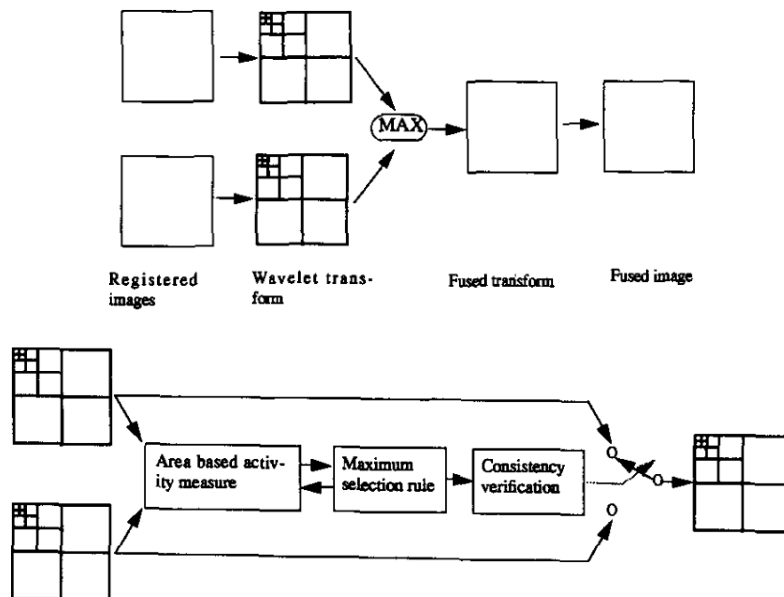 MAX
Registered
images
Wavelet trans-
form
Fused transform
Fused image
Area based activ-
ity measure
Maximum
selection rule
Consistency
verification